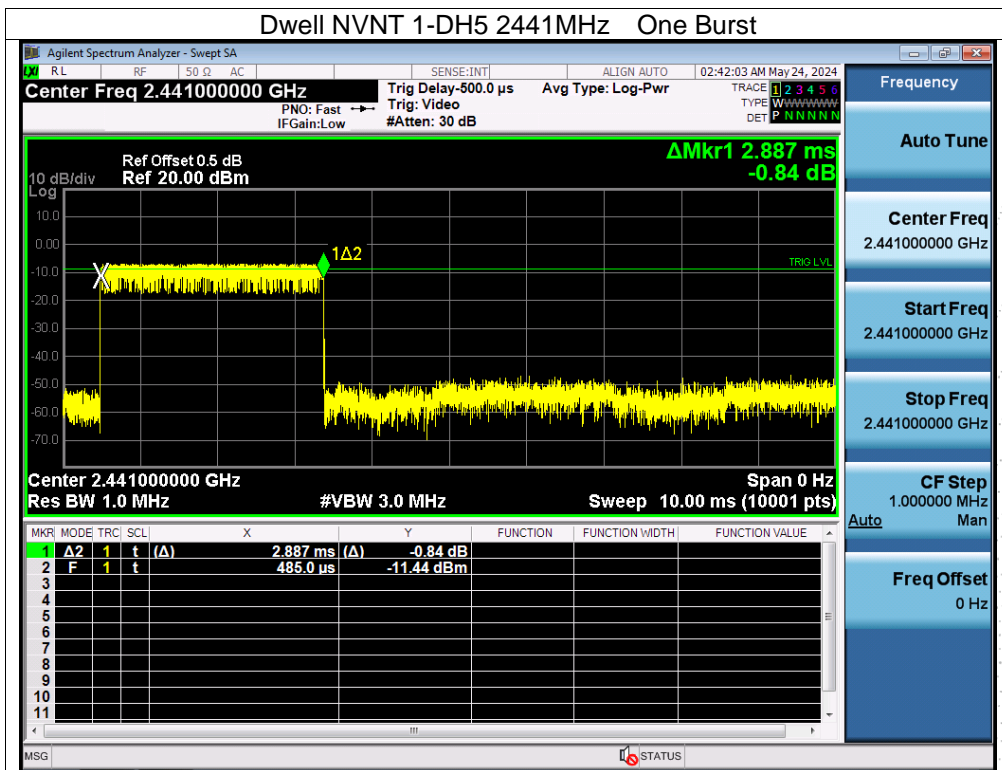 Dwell NVNT 1-DH5 2441MHz One Burst
Agilent Spectrum Analyzer - Swept SA
LXI RL RF 50 Ω AC SENSE:INT ALIGN AUTO 02:42:03 AM May 24, 2024
Center Freq 2.441000000 GHz
PNO: Fast
IFGain:Low
Trig Delay-500.0 µs
Trig: Video
#Atten: 30 dB
Avg Type: Log-Pwr
TRACE 1 2 3 4 5 6
TYPE WWWWWW
DET P N N N N N
Ref Offset 0.5 dB
10 dB/div Ref 20.00 dBm
Log
ΔMkr1 2.887 ms
-0.84 dB
10.0
0.00
-10.0
-20.0
-30.0
-40.0
-50.0
-60.0
-70.0
1Δ2
TRIG LVL
Center 2.441000000 GHz Span 0 Hz
Res BW 1.0 MHz #VBW 3.0 MHz Sweep 10.00 ms (10001 pts)
MKR MODE TRC SCL X Y FUNCTION FUNCTION WIDTH FUNCTION VALUE
1 Δ2 1 t (Δ) 2.887 ms (Δ) -0.84 dB
2 F 1 t 485.0 µs -11.44 dBm
3
4
5
6
7
8
9
10
11
MSG STATUS
Frequency
Auto Tune
Center Freq
2.441000000 GHz
Start Freq
2.441000000 GHz
Stop Freq
2.441000000 GHz
CF Step
1.000000 MHz
Auto Man
Freq Offset
0 Hz